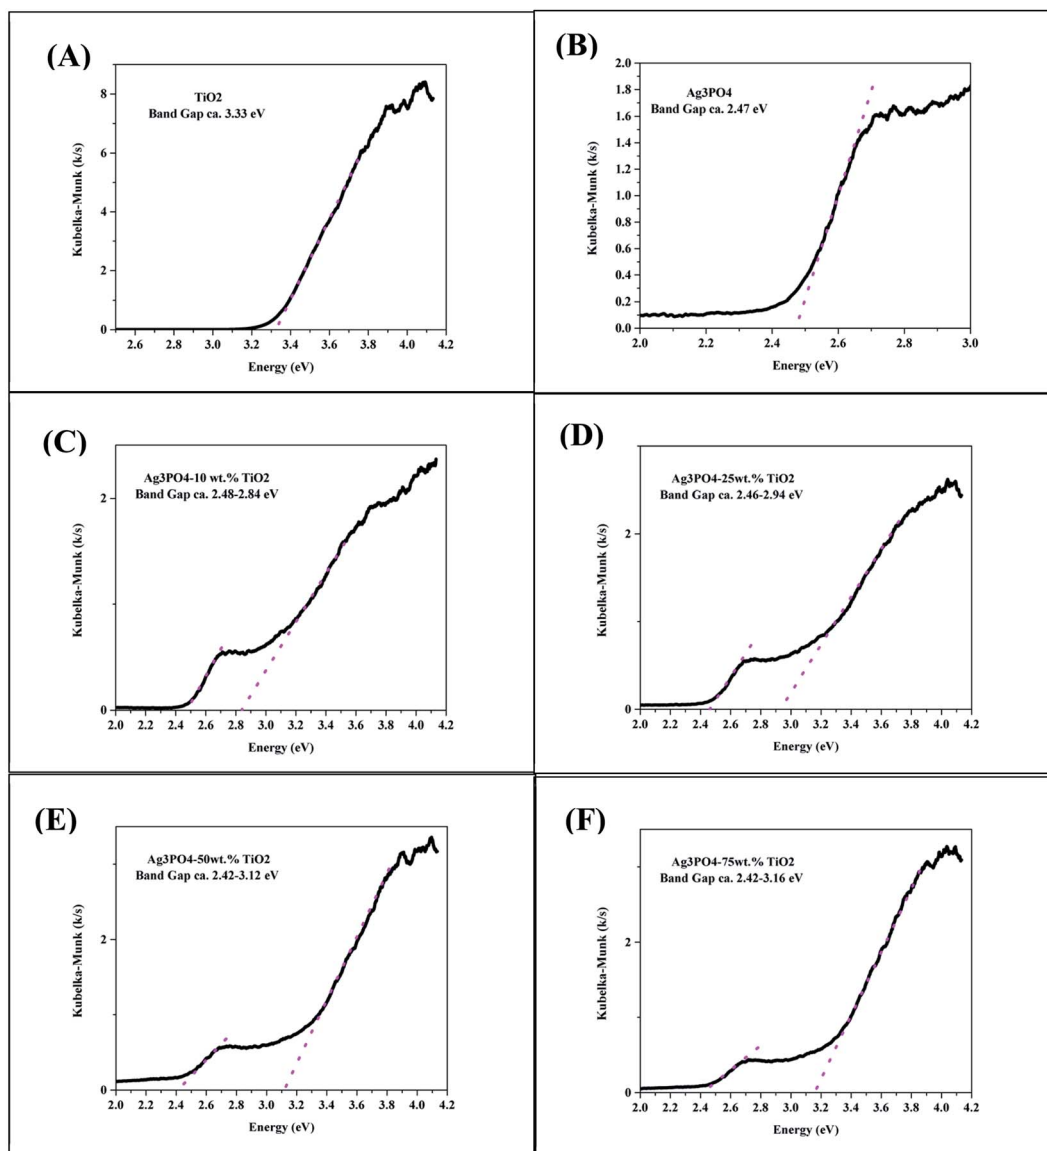 (A)
TiO2
Band Gap ca. 3.33 eV
Kubelka-Munk (k/s)
8
6
4
2
0
2.6 2.8 3.0 3.2 3.4 3.6 3.8 4.0 4.2
Energy (eV)
(B)
Ag3PO4
Band Gap ca. 2.47 eV
Kubelka-Munk (k/s)
2.0
1.8
1.6
1.4
1.2
1.0
0.8
0.6
0.4
0.2
0.0
2.0 2.2 2.4 2.6 2.8 3.0
Energy (eV)
(C)
Ag3PO4-10 wt.% TiO2
Band Gap ca. 2.48-2.84 eV
Kubelka-Munk (k/s)
2
0
2.0 2.2 2.4 2.6 2.8 3.0 3.2 3.4 3.6 3.8 4.0 4.2
Energy (eV)
(D)
Ag3PO4-25wt.% TiO2
Band Gap ca. 2.46-2.94 eV
Kubelka-Munk (k/s)
2
0
2.0 2.2 2.4 2.6 2.8 3.0 3.2 3.4 3.6 3.8 4.0 4.2
Energy (eV)
(E)
Ag3PO4-50wt.% TiO2
Band Gap ca. 2.42-3.12 eV
Kubelka-Munk (k/s)
2
0
2.0 2.2 2.4 2.6 2.8 3.0 3.2 3.4 3.6 3.8 4.0 4.2
Energy (eV)
(F)
Ag3PO4-75wt.% TiO2
Band Gap ca. 2.42-3.16 eV
Kubelka-Munk (k/s)
2
0
2.0 2.2 2.4 2.6 2.8 3.0 3.2 3.4 3.6 3.8 4.0 4.2
Energy (eV)